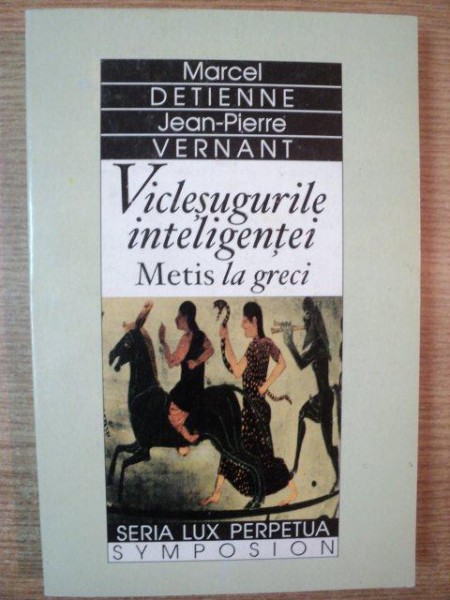 Marcel
DETIENNE
Jean-Pierre
VERNANT
Vicleșugurile
inteligenței
Metis la greci
SERIA LUX PERPETUA
SYMPOSION